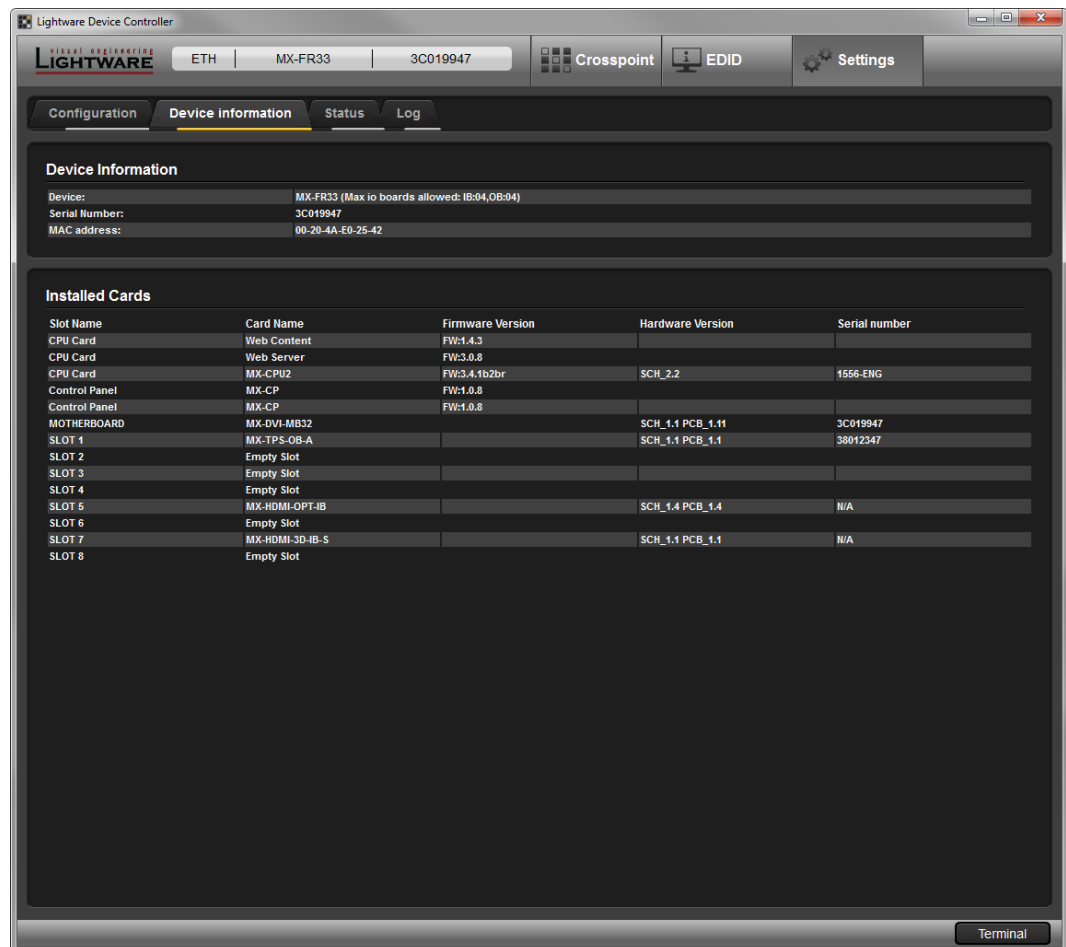 Lightware Device Controller
visual engineering
LIGHTWARE
ETH MX-FR33 3C019947
Crosspoint
EDID
Settings
Configuration Device information Status Log
Device Information
Device: MX-FR33 (Max io boards allowed: IB:04,OB:04)
Serial Number: 3C019947
MAC address: 00-20-4A-E0-25-42
Installed Cards
Slot Name Card Name Firmware Version Hardware Version Serial number
CPU Card Web Content FW:1.4.3
CPU Card Web Server FW:3.0.8
CPU Card MX-CPU2 FW:3.4.1b2br SCH_2.2 1556-ENG
Control Panel MX-CP FW:1.0.8
Control Panel MX-CP FW:1.0.8
MOTHERBOARD MX-DVI-MB32 SCH_1.1 PCB_1.11 3C019947
SLOT 1 MX-TPS-OB-A SCH_1.1 PCB_1.1 38012347
SLOT 2 Empty Slot
SLOT 3 Empty Slot
SLOT 4 Empty Slot
SLOT 5 MX-HDMI-OPT-IB SCH_1.4 PCB_1.4 N/A
SLOT 6 Empty Slot
SLOT 7 MX-HDMI-3D-IB-S SCH_1.1 PCB_1.1 N/A
SLOT 8 Empty Slot
Terminal